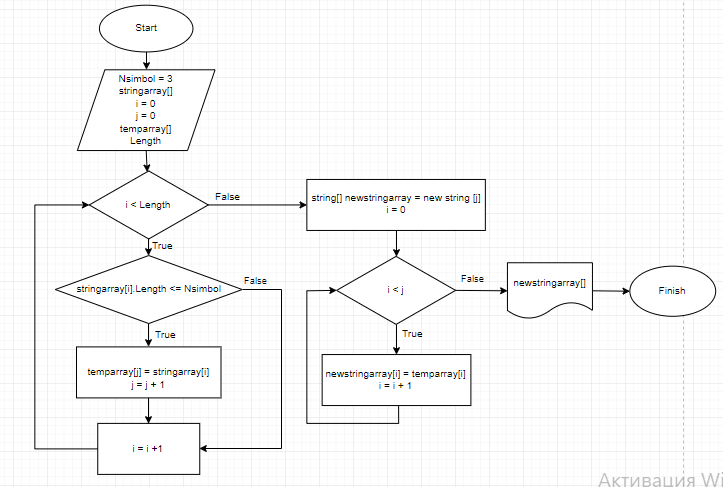 Start
Nsimbol = 3
stringarray[]
i = 0
j = 0
temparray[]
Length
i < Length
False
True
stringarray[i].Length <= Nsimbol
False
True
temparray[j] = stringarray[i]
j = j + 1
i = i +1
string[] newstringarray = new string [j]
i = 0
i < j
False
True
newstringarray[i] = temparray[i]
i = i + 1
newstringarray[]
Finish
Активация Wi